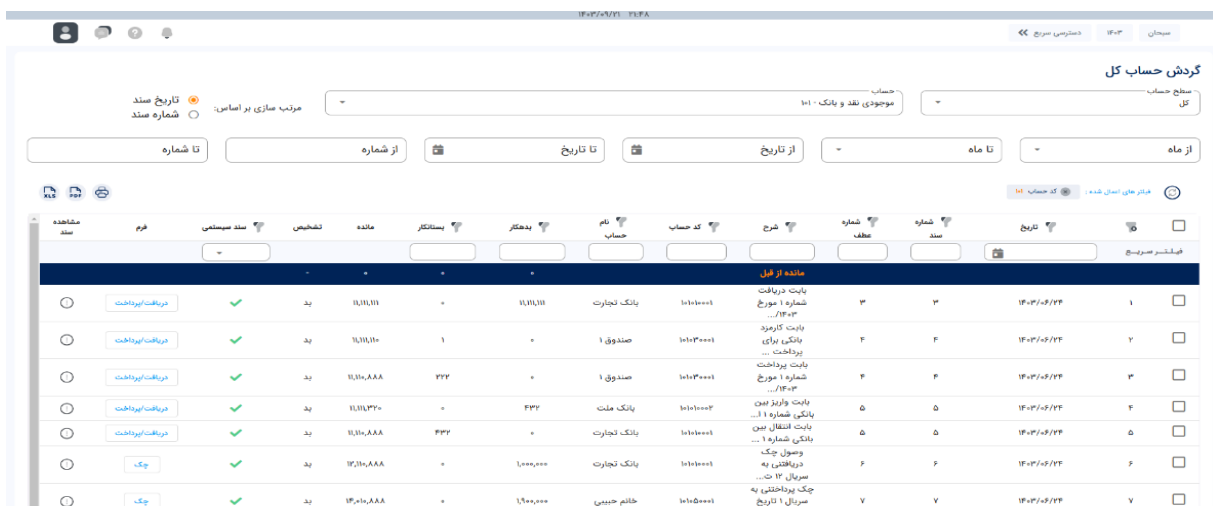 ۱۴۰۳/۰۹/۲۱ ۲۱:۴۸
سبحان ۱۴۰۳ دسترسی سریع
گردش حساب کل
سطح حساب
کل
حساب
موجودی نقد و بانک - ۱۰۱
مرتب سازی بر اساس:
تاریخ سند
شماره سند
از ماه تا ماه از تاریخ تا تاریخ از شماره تا شماره
فیلتر های اعمال شده : کد حساب ۱۰۱
PDF XLS
تاریخ شماره سند شماره عطف شرح کد حساب نام حساب بدهکار بستانکار مانده تشخیص سند سیستمی فرم مشاهده سند
فیلتر سریع
مانده از قبل ۰ ۰ ۰ -
۱ ۱۴۰۳/۰۶/۲۴ ۳ ۳ بابت دریافت شماره ۱ مورخ ۱۴۰۳/... ۱۰۱۰۱۰۰۰۱ بانک تجارت ۱۱,۱۱۱,۱۱۱ ۰ ۱۱,۱۱۱,۱۱۱ بد دریافت/پرداخت
۲ ۱۴۰۳/۰۶/۲۴ ۴ ۴ بابت کارمزد بانکی برای پرداخت ... ۱۰۱۰۳۰۰۰۱ صندوق ۱ ۰ ۱ ۱۱,۱۱۱,۱۱۰ بد دریافت/پرداخت
۳ ۱۴۰۳/۰۶/۲۴ ۴ ۴ بابت پرداخت شماره ۱ مورخ ۱۴۰۳/... ۱۰۱۰۳۰۰۰۱ صندوق ۱ ۰ ۲۲۲ ۱۱,۱۱۰,۸۸۸ بد دریافت/پرداخت
۴ ۱۴۰۳/۰۶/۲۴ ۵ ۵ بابت واریز بین بانکی شماره ۱ ا... ۱۰۱۰۱۰۰۰۲ بانک ملت ۴۳۲ ۰ ۱۱,۱۱۱,۳۲۰ بد دریافت/پرداخت
۵ ۱۴۰۳/۰۶/۲۴ ۵ ۵ بابت انتقال بین بانکی شماره ۱ ... ۱۰۱۰۱۰۰۰۱ بانک تجارت ۰ ۴۳۲ ۱۱,۱۱۰,۸۸۸ بد دریافت/پرداخت
۶ ۱۴۰۳/۰۶/۲۴ ۶ ۶ وصول چک دریافتنی به سریال ۱۲ ت... ۱۰۱۰۱۰۰۰۱ بانک تجارت ۱,۰۰۰,۰۰۰ ۰ ۱۲,۱۱۰,۸۸۸ بد چک
۷ ۱۴۰۳/۰۶/۲۴ ۷ ۷ چک پرداختنی به سریال ۱ تاریخ ۱۰۱۰۵۰۰۰۱ خانم حبیبی ۱,۹۰۰,۰۰۰ ۰ ۱۴,۰۱۰,۸۸۸ بد چک